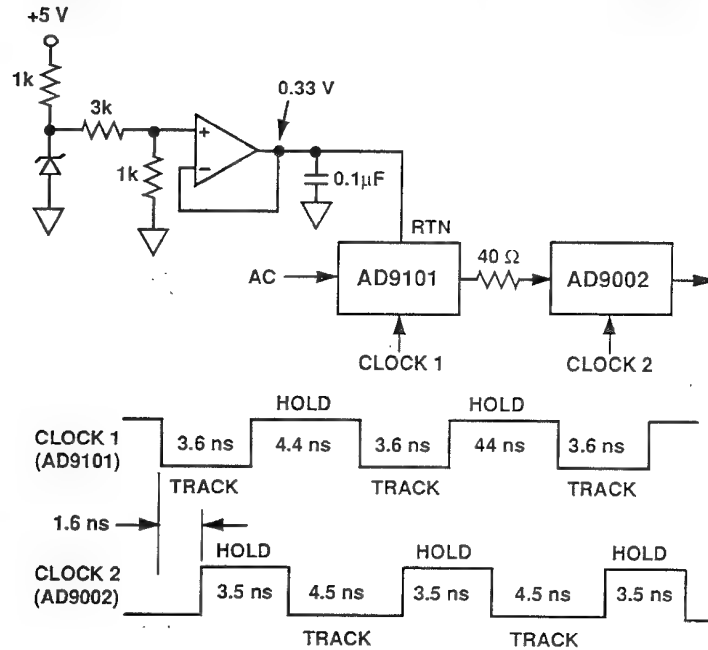 +5 V
1k
3k
1k
+
–
0.33 V
0.1µF
RTN
AC
AD9101
40 Ω
AD9002
CLOCK 1
CLOCK 2
HOLD
HOLD
CLOCK 1
(AD9101)
3.6 ns
4.4 ns
3.6 ns
44 ns
3.6 ns
TRACK
TRACK
TRACK
1.6 ns
HOLD
HOLD
HOLD
CLOCK 2
(AD9002)
3.5 ns
4.5 ns
3.5 ns
4.5 ns
3.5 ns
TRACK
TRACK